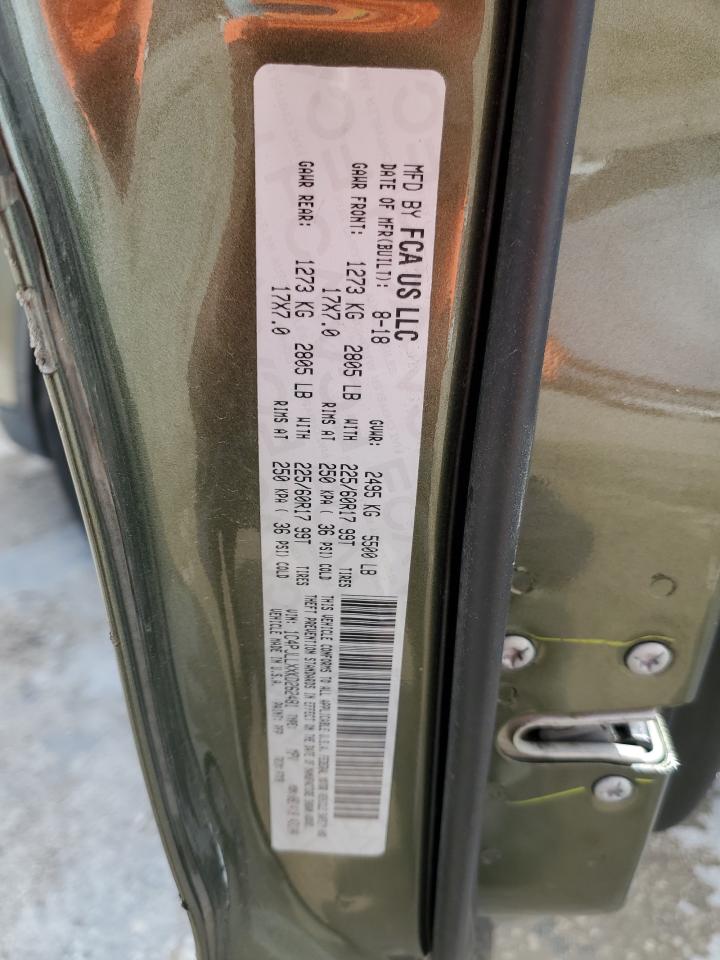 MFD BY FCA US LLC
DATE OF MFR(BUILT): 8-18 GVWR: 2495 KG 5500 LB
GAWR FRONT: 1273 KG 2805 LB WITH 225/60R17 99T TIRES
17X7.0 RIMS AT 250 KPA ( 36 PSI) COLD
GAWR REAR: 1273 KG 2805 LB WITH 225/60R17 99T TIRES
17X7.0 RIMS AT 250 KPA ( 36 PSI) COLD
THIS VEHICLE CONFORMS TO ALL APPLICABLE U.S.A. FEDERAL MOTOR VEHICLE SAFETY AND
THEFT PREVENTION STANDARDS IN EFFECT ON THE DATE OF MANUFACTURE SHOWN ABOVE.
VIN: TYPE: MPV
VEHICLE MADE IN U.S.A. PAINT: